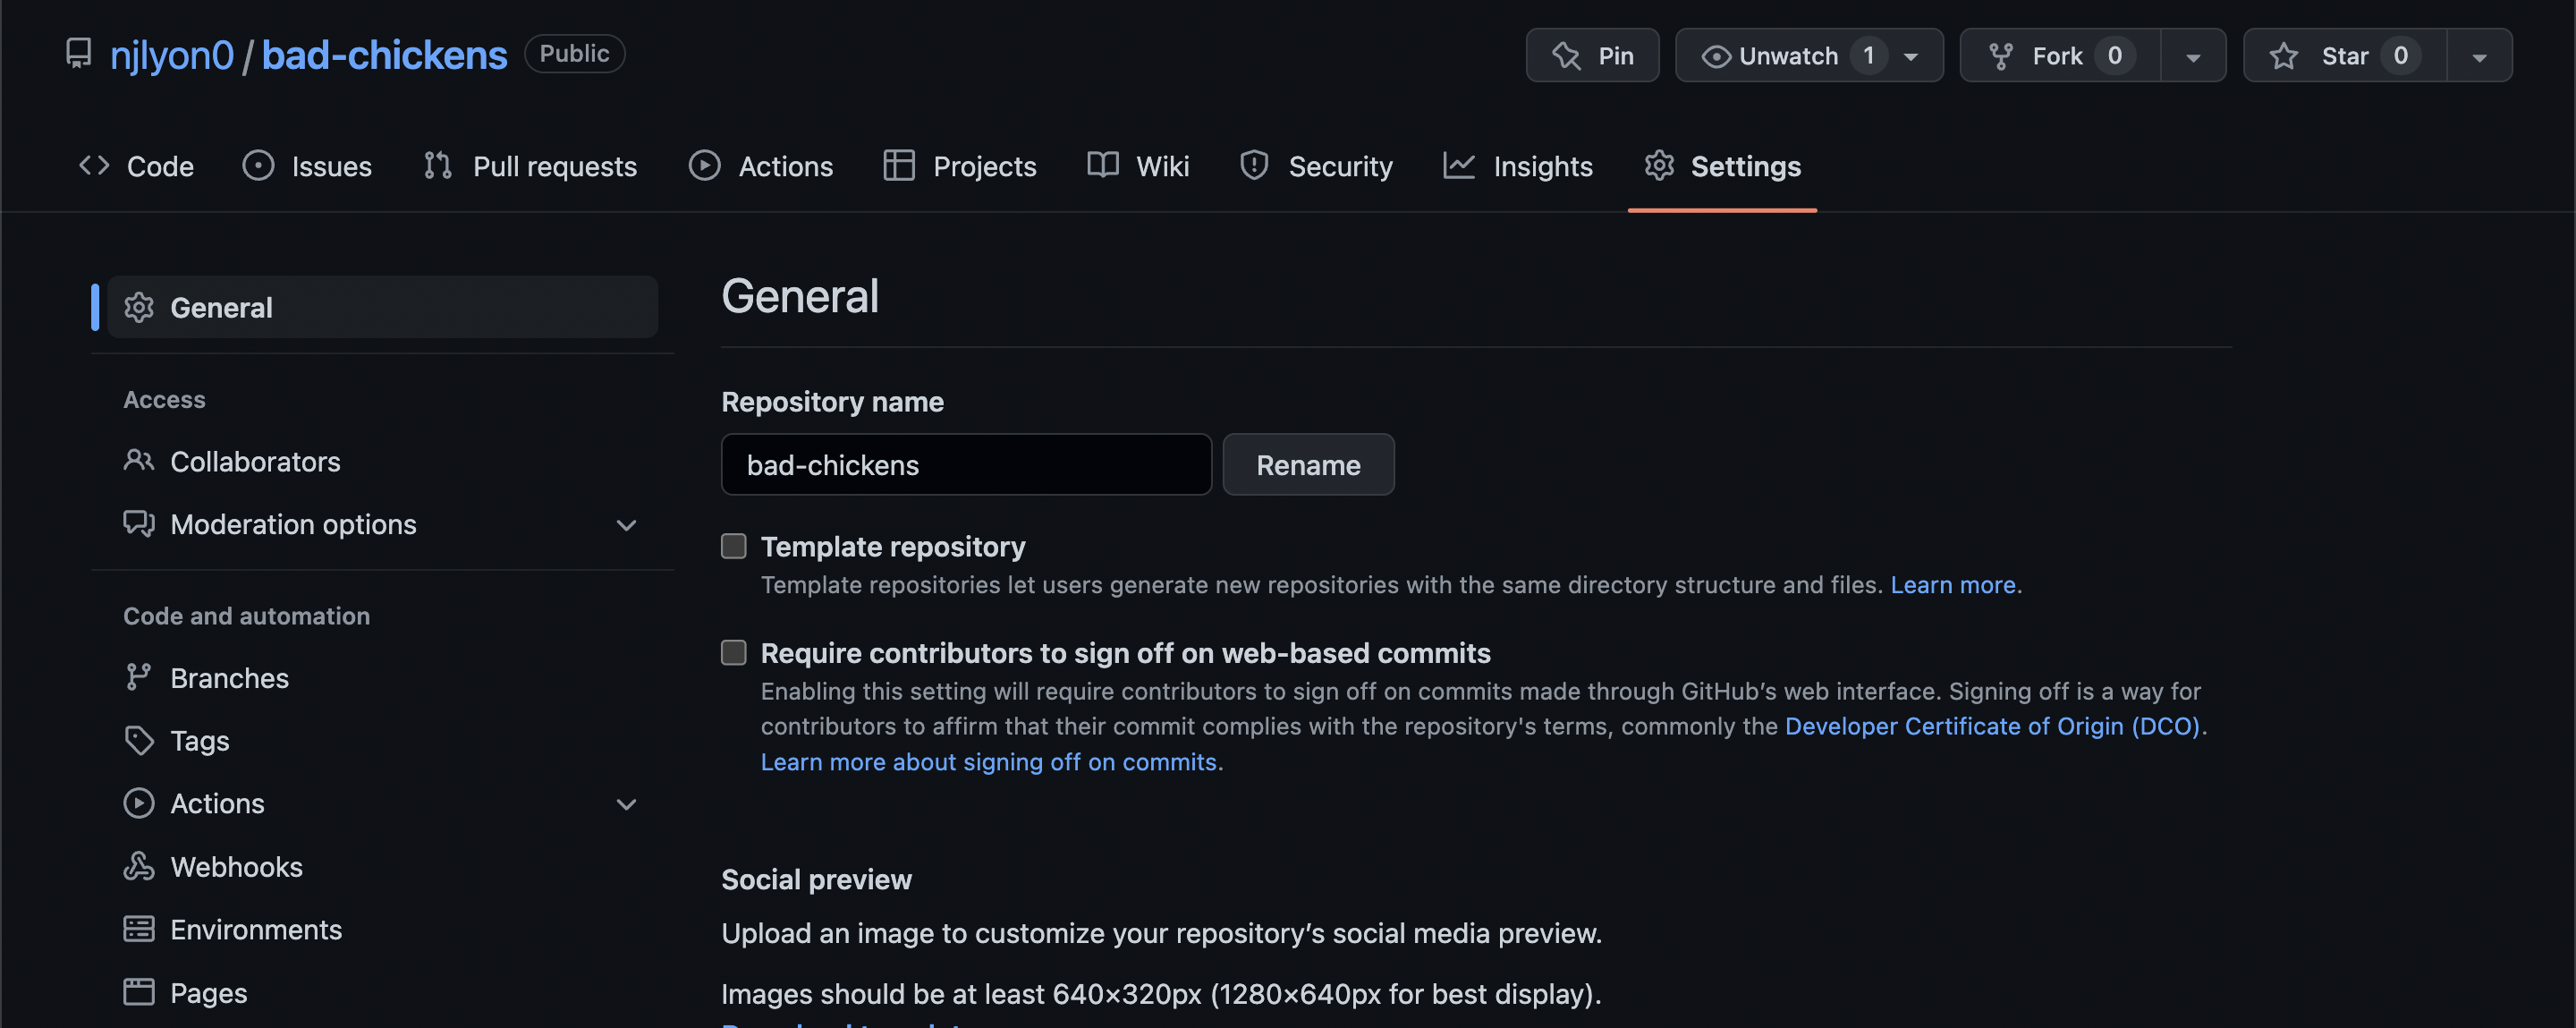 njlyon0 / bad-chickens Public
Pin Unwatch 1 Fork 0 Star 0
Code Issues Pull requests Actions Projects Wiki Security Insights Settings
General
Access
Collaborators
Moderation options
Code and automation
Branches
Tags
Actions
Webhooks
Environments
Pages
General
Repository name
bad-chickens Rename
Template repository
Template repositories let users generate new repositories with the same directory structure and files. Learn more.
Require contributors to sign off on web-based commits
Enabling this setting will require contributors to sign off on commits made through GitHub’s web interface. Signing off is a way for
contributors to affirm that their commit complies with the repository's terms, commonly the Developer Certificate of Origin (DCO).
Learn more about signing off on commits.
Social preview
Upload an image to customize your repository’s social media preview.
Images should be at least 640×320px (1280×640px for best display).